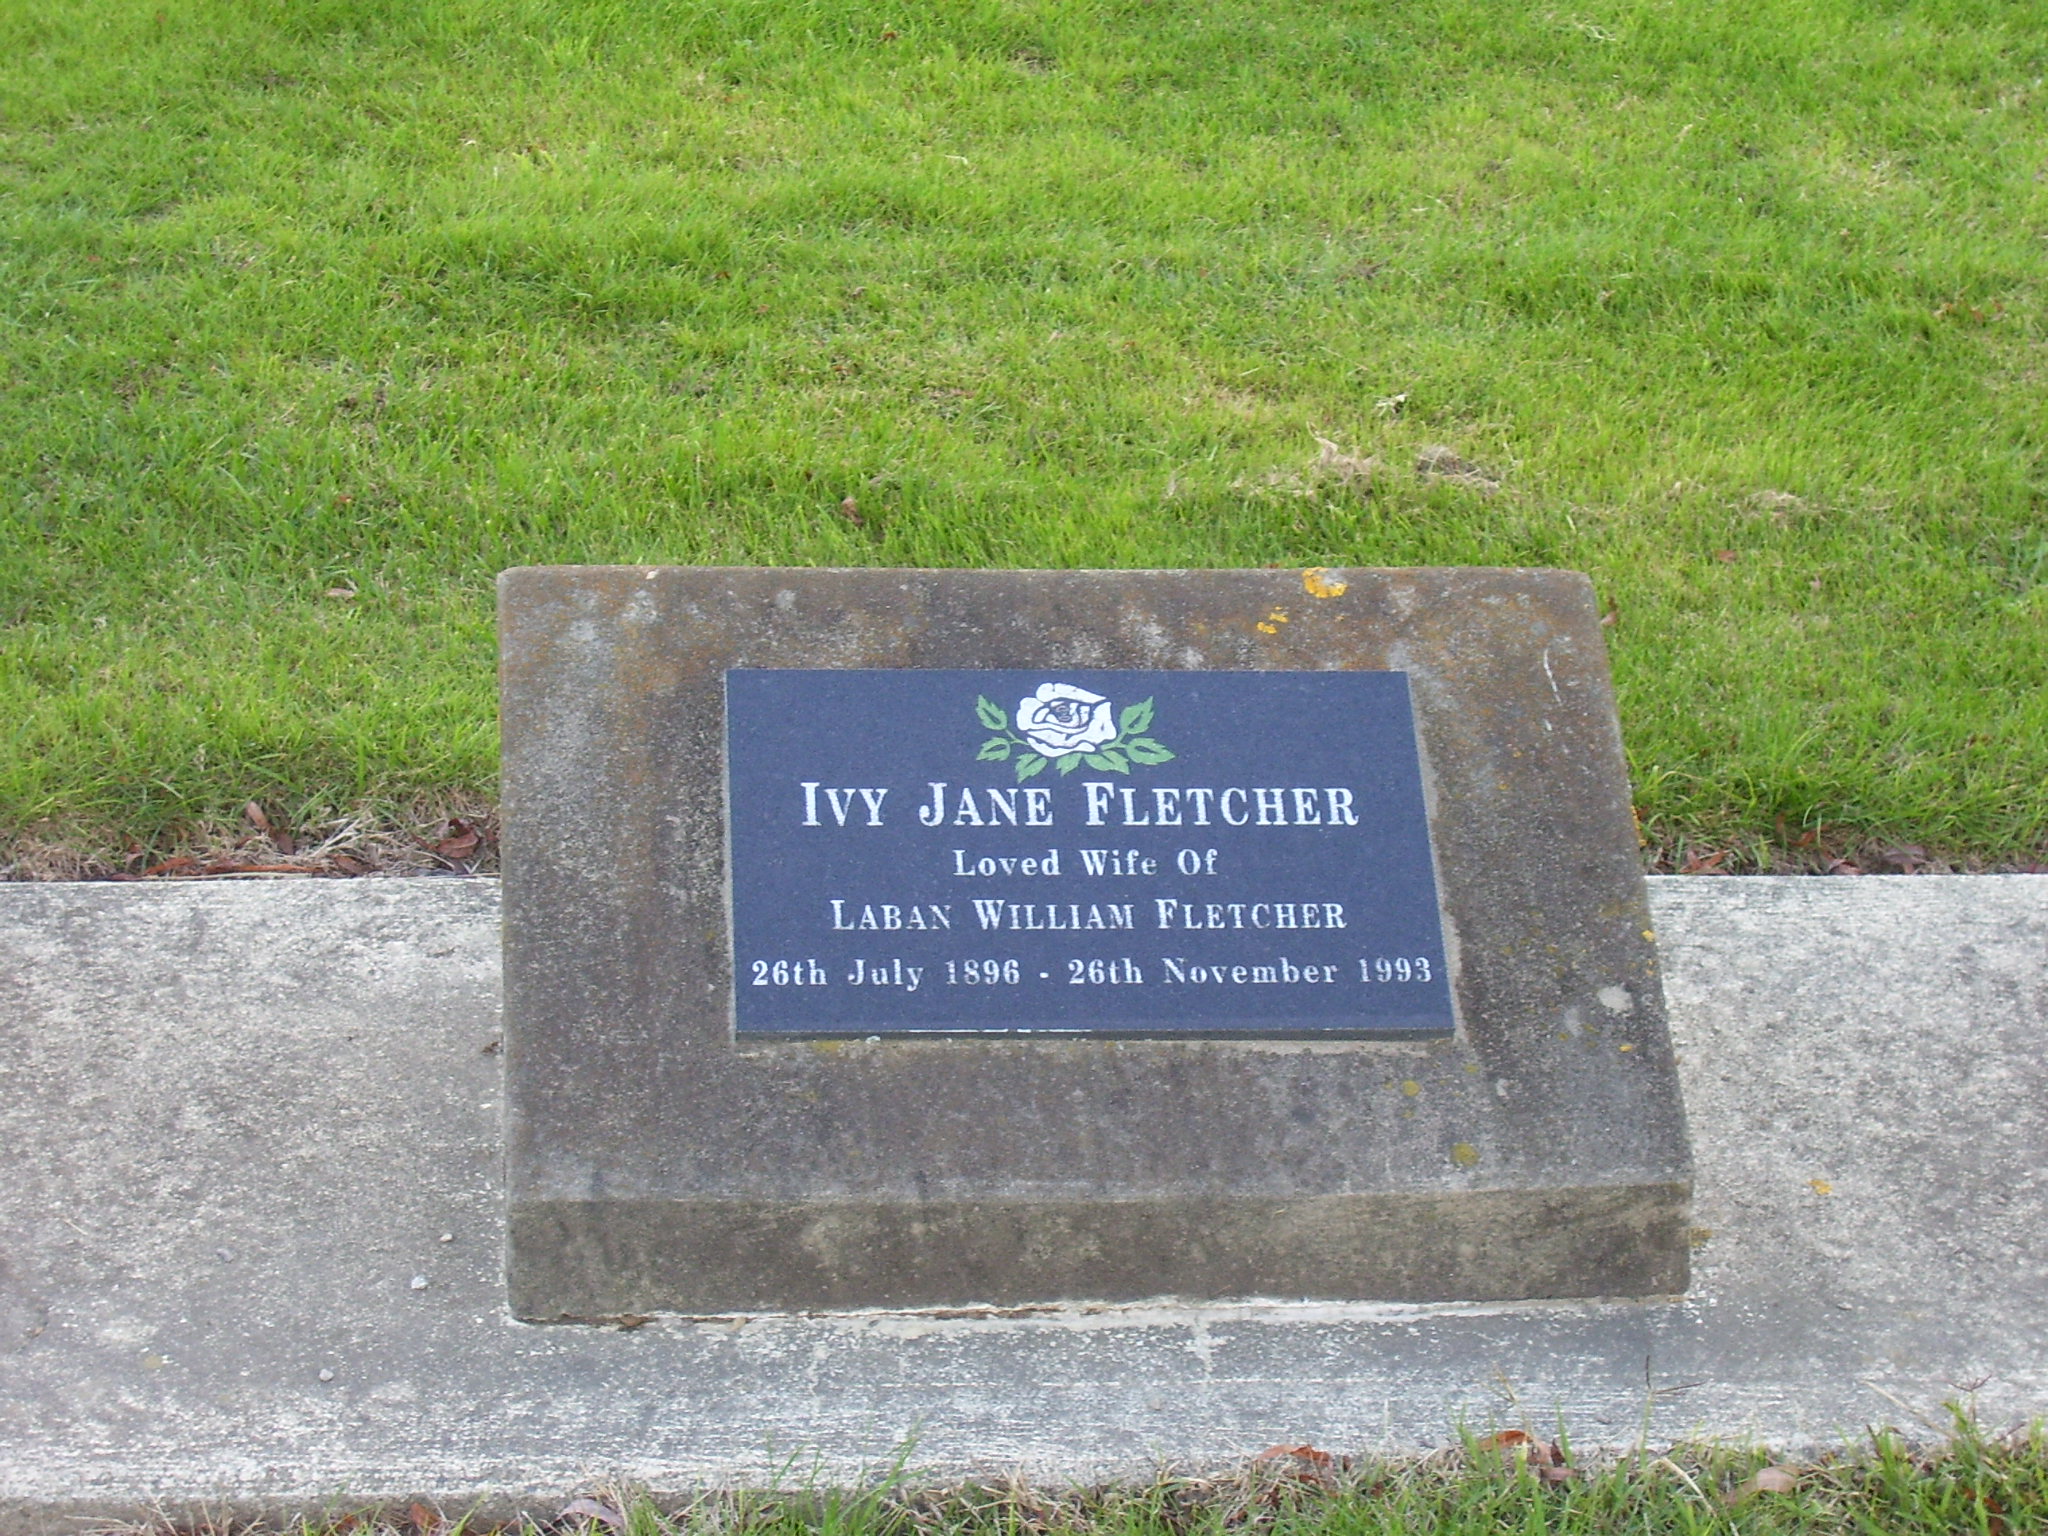 IVY JANE FLETCHER
Loved Wife Of
LABAN WILLIAM FLETCHER
26th July 1896 - 26th November 1993